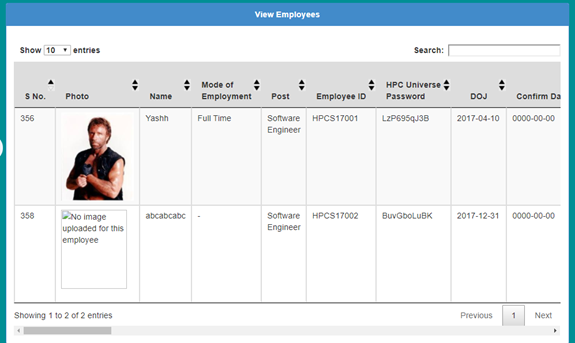 View Employees
Show 10 entries
Search:
S No. Photo Name Mode of Employment Post Employee ID HPC Universe Password DOJ Confirm Da
356 Yashh Full Time Software Engineer HPCS17001 LzP695qJ3B 2017-04-10 0000-00-00
358 No image uploaded for this employee abcabcabc - Software Engineer HPCS17002 BuvGboLuBK 2017-12-31 0000-00-00
Showing 1 to 2 of 2 entries
Previous 1 Next